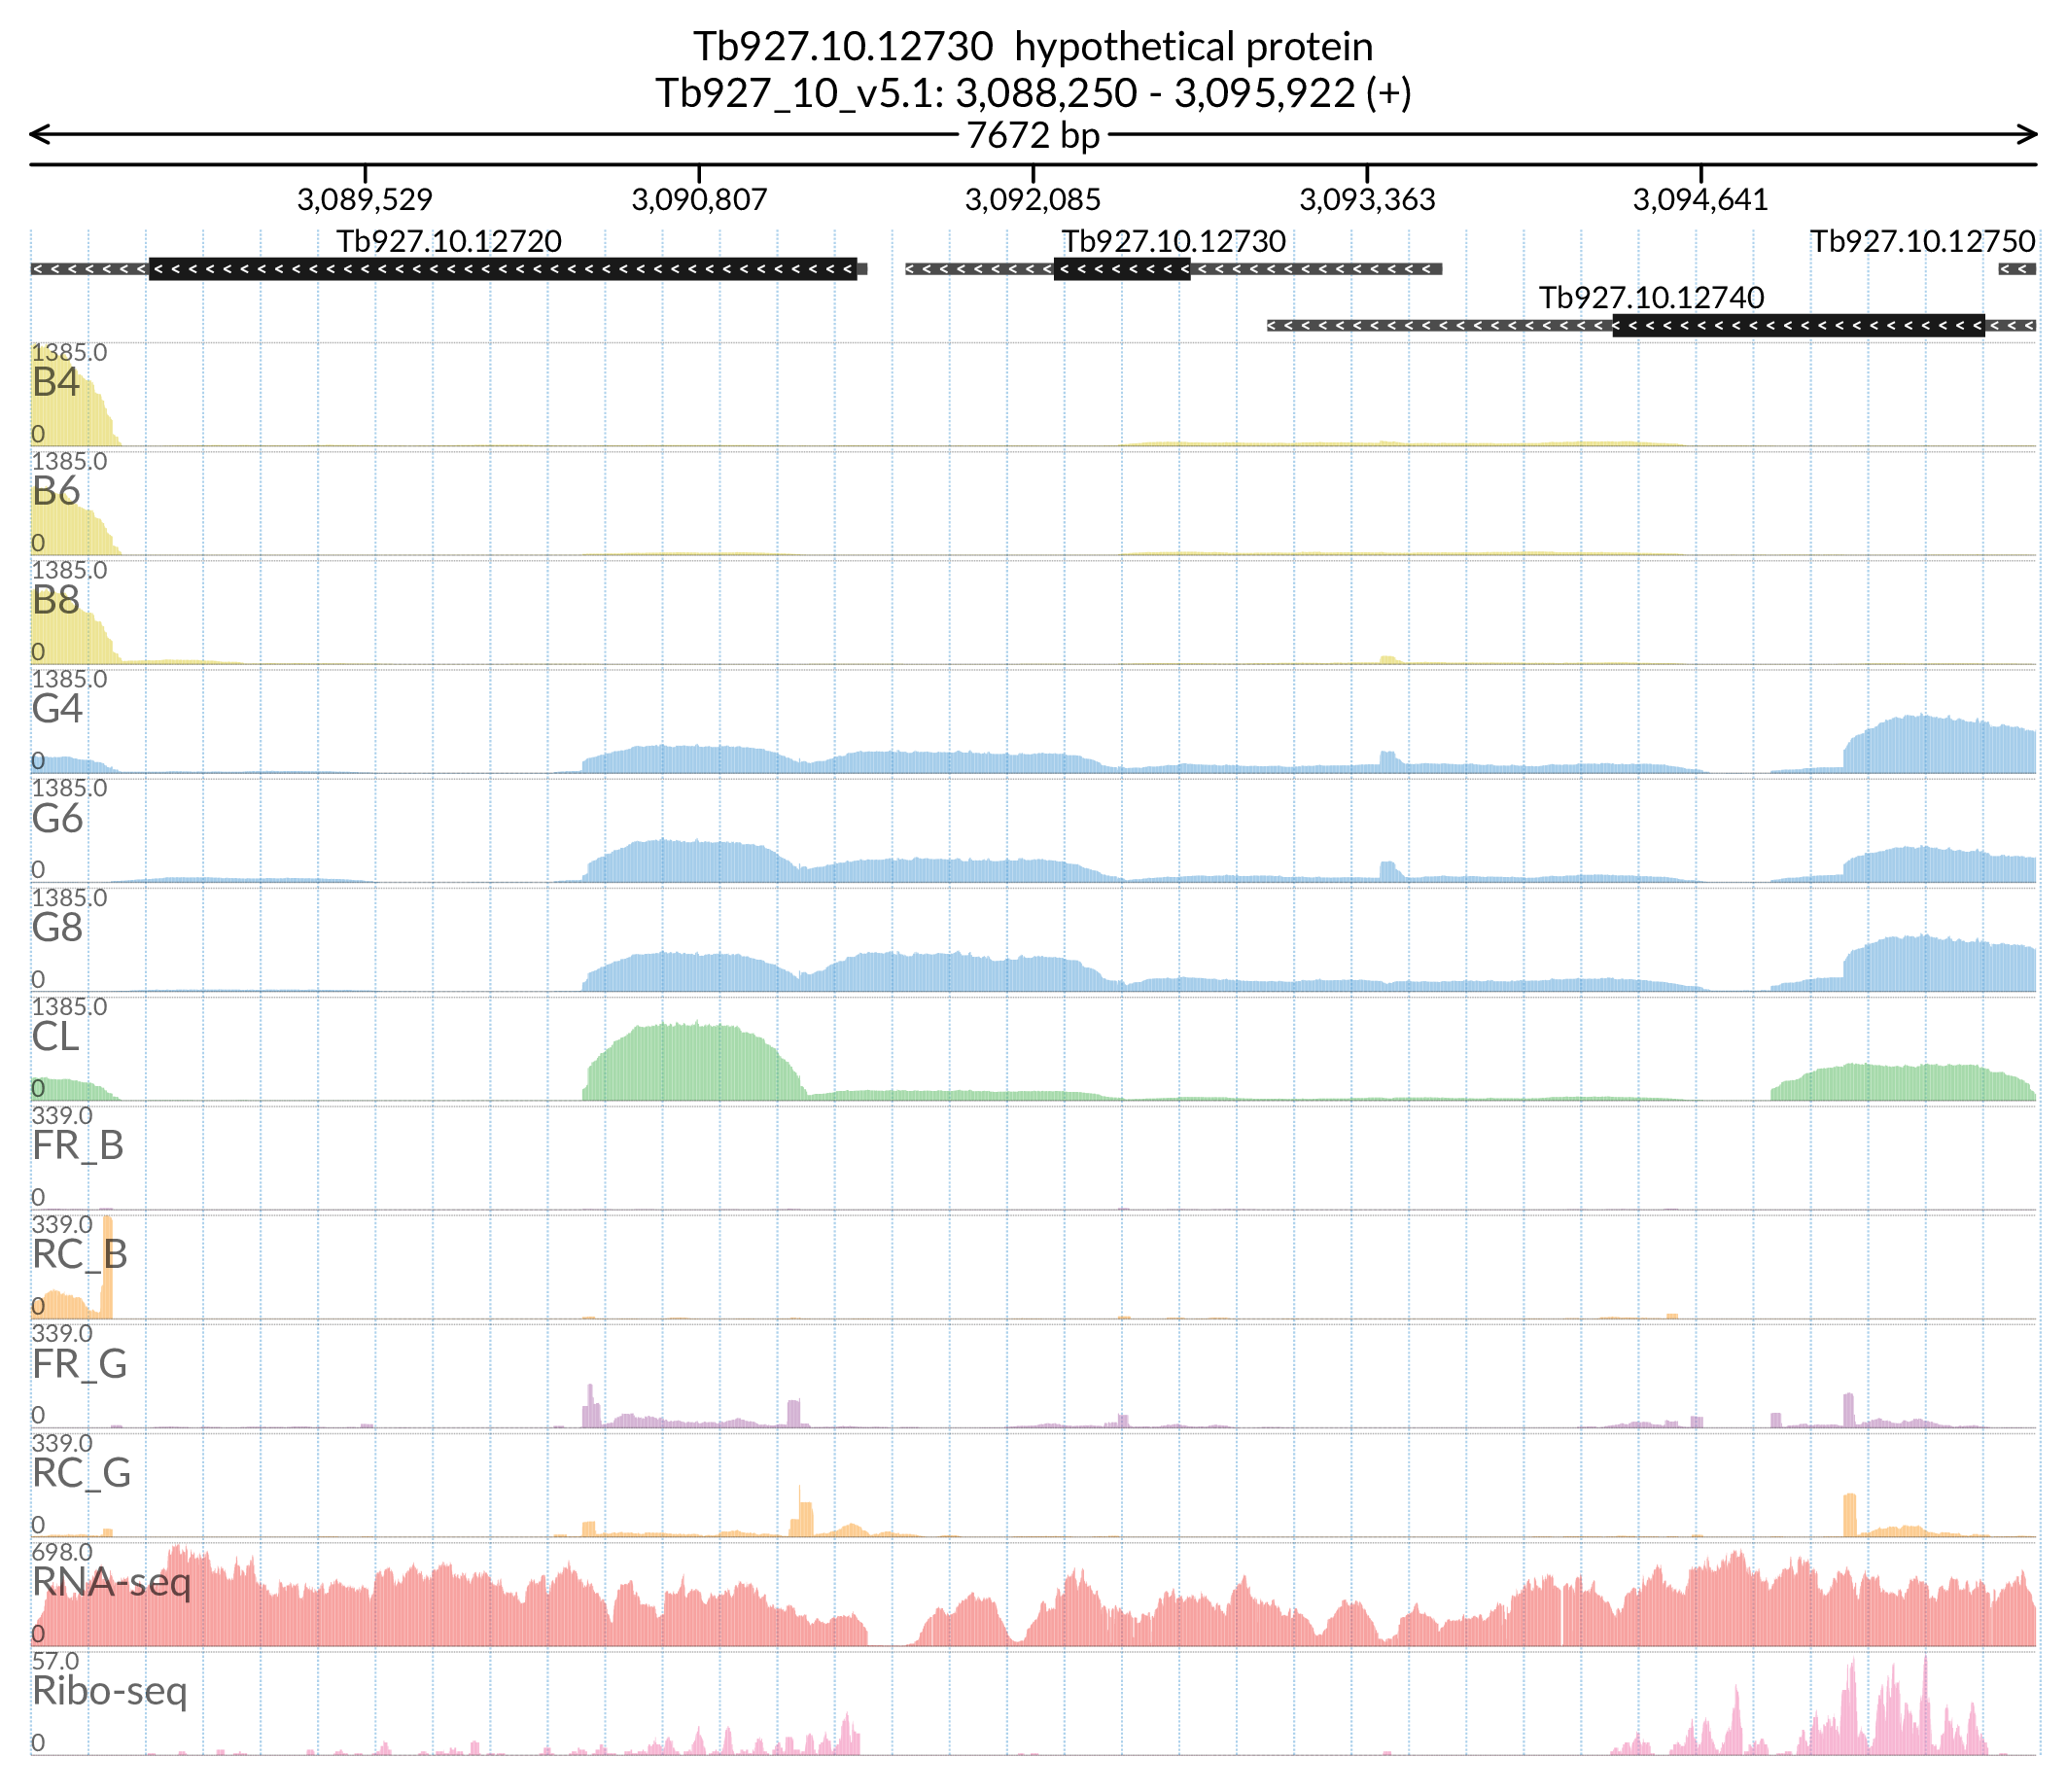 Tb927.10.12730 hypothetical protein
Tb927_10_v5.1: 3,088,250 - 3,095,922 (+)
7672 bp
3,089,529 3,090,807 3,092,085 3,093,363 3,094,641
Tb927.10.12720 Tb927.10.12730 Tb927.10.12750
Tb927.10.12740
1385.0
B4
0
1385.0
B6
0
1385.0
B8
0
1385.0
G4
0
1385.0
G6
0
1385.0
G8
0
1385.0
CL
0
339.0
FR_B
0
339.0
RC_B
0
339.0
FR_G
0
339.0
RC_G
0
698.0
RNA-seq
0
57.0
Ribo-seq
0